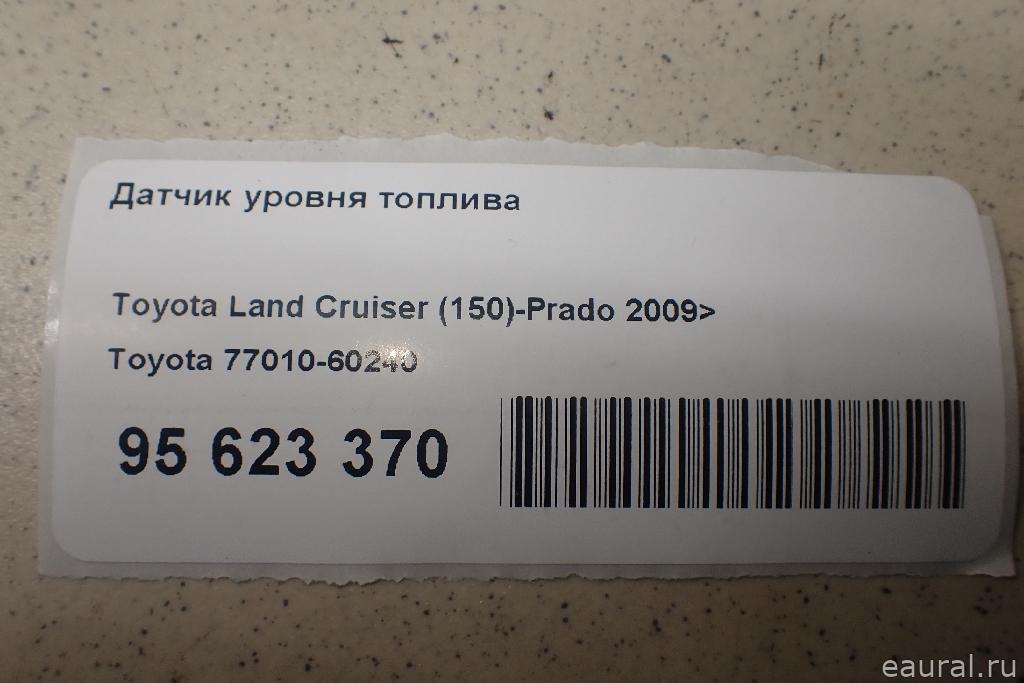 Датчик уровня топлива
Toyota Land Cruiser (150)-Prado 2009>
Toyota 77010-60240
95 623 370
eaural.ru